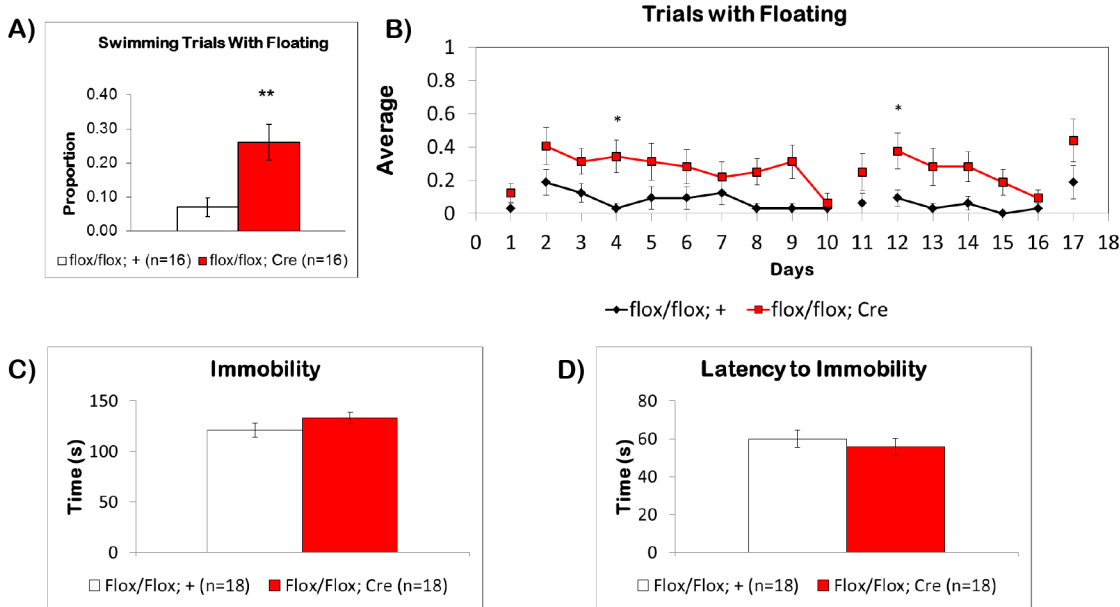 A)
Swimming Trials With Floating
**
Proportion
0.40
0.30
0.20
0.10
0.00
flox/flox; + (n=16) flox/flox; Cre (n=16)
B)
Trials with Floating
Average
1
0.8
0.6
0.4
0.2
0
* *
0 1 2 3 4 5 6 7 8 9 10 11 12 13 14 15 16 17 18
Days
flox/flox; + flox/flox; Cre
C)
Immobility
Time (s)
150
100
50
0
Flox/Flox; + (n=18) Flox/Flox; Cre (n=18)
D)
Latency to Immobility
Time (s)
80
60
40
20
0
Flox/Flox; + (n=18) Flox/Flox; Cre (n=18)